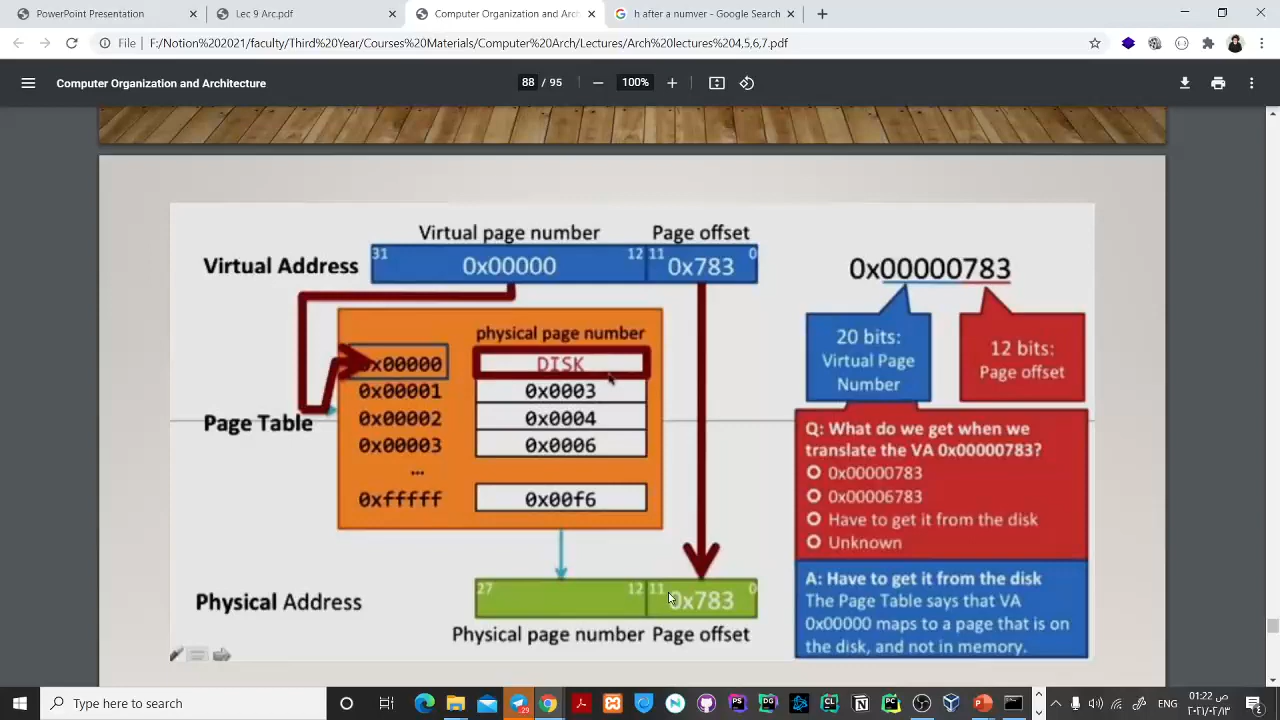 PowerPoint Presentation
Lec 9 Arc.pdf
Computer Organization and Arch
h after a numver - Google Search
File
F:/Notion%202021/faculty/Third%20Year/Courses%20Materials/Computer%20Arch/Lectures/Arch%20lectures%204,5,6,7.pdf
Computer Organization and Architecture
88 / 95
100%
Virtual page number Page offset
Virtual Address
31 0x00000 12 11 0x783 0
physical page number
0x00000 DISK
0x00001 0x0003
0x00002 0x0004
0x00003 0x0006
...
0xfffff 0x00f6
Page Table
Physical Address
27 12 11 0x783 0
Physical page number Page offset
0x00000783
20 bits:
Virtual Page
Number
12 bits:
Page offset
Q: What do we get when we
translate the VA 0x00000783?
0x00000783
0x00006783
Have to get it from the disk
Unknown
A: Have to get it from the disk
The Page Table says that VA
0x00000 maps to a page that is on
the disk, and not in memory.
Type here to search
29
PS
DG
CL
N
PC
P
01:22 ص